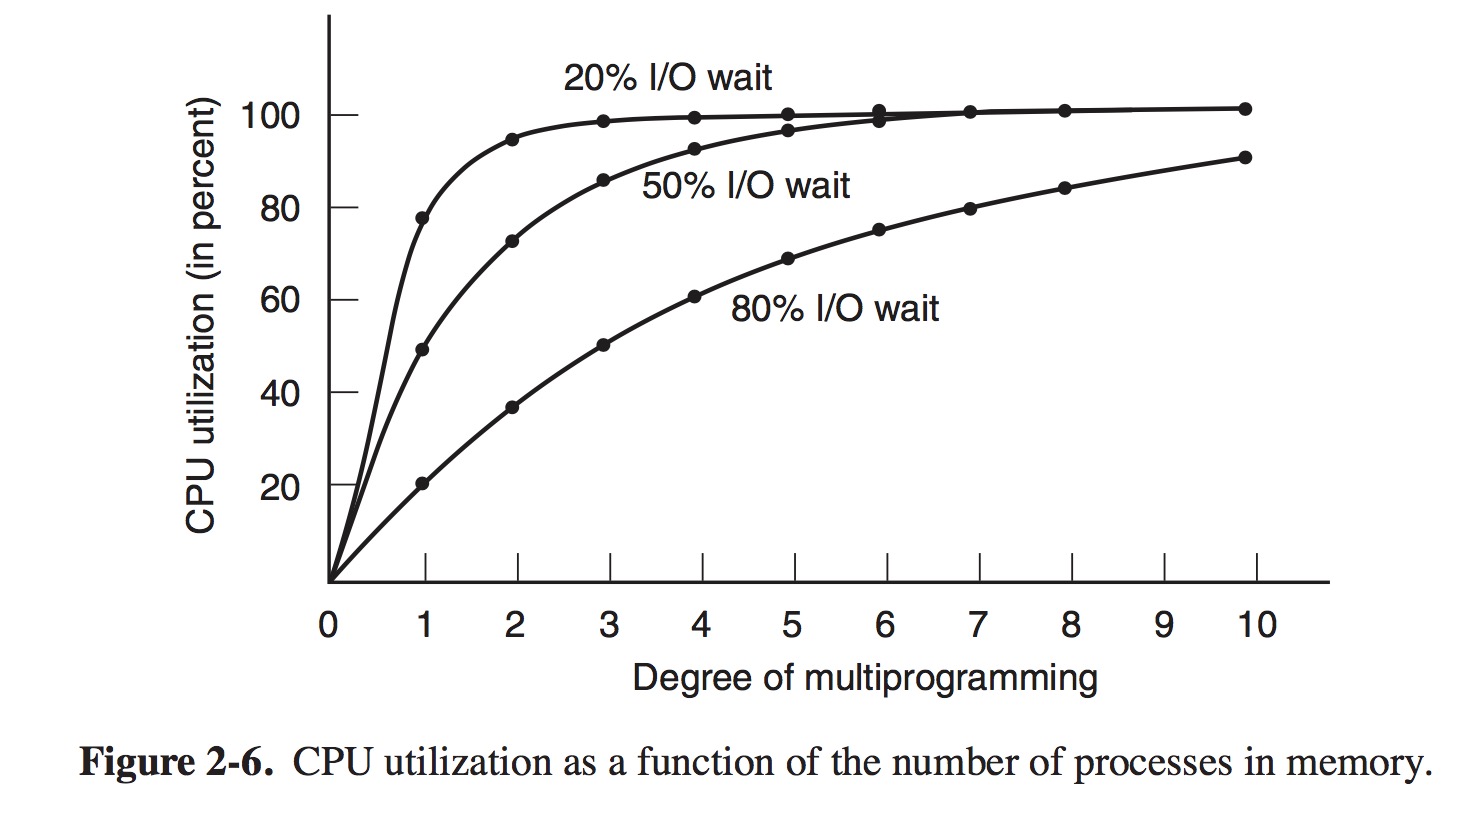 20% I/O wait
100
50% I/O wait
80
60
80% I/O wait
40
20
CPU utilization (in percent)
0 1 2 3 4 5 6 7 8 9 10
Degree of multiprogramming
Figure 2-6. CPU utilization as a function of the number of processes in memory.